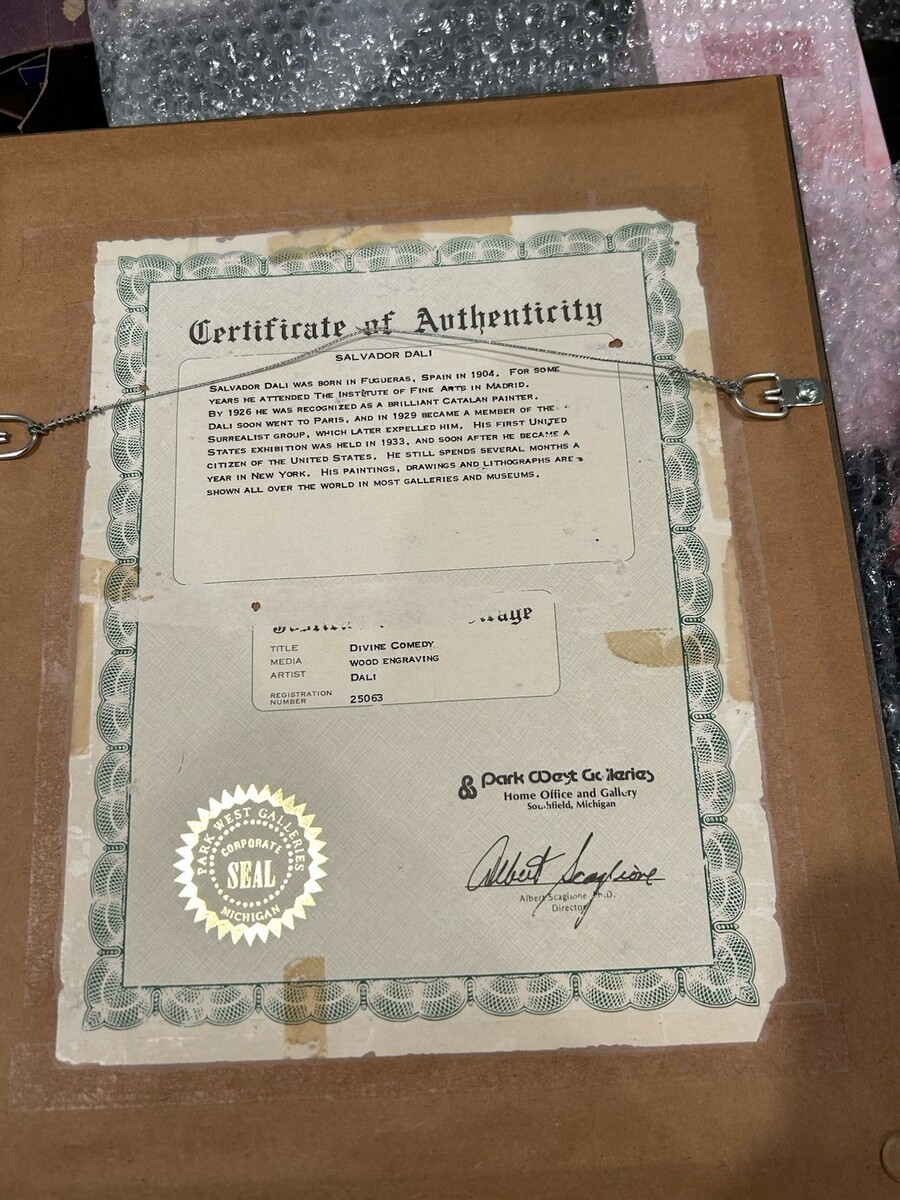 Certificate of Authenticity
SALVADOR DALI
SALVADOR DALI WAS BORN IN FUGUERAS, SPAIN IN 1904. FOR SOME
YEARS HE ATTENDED THE INSTITUTE OF FINE ARTS IN MADRID.
BY 1926 HE WAS RECOGNIZED AS A BRILLIANT CATALAN PAINTER.
DALI SOON WENT TO PARIS, AND IN 1929 BECAME A MEMBER OF THE
SURREALIST GROUP, WHICH LATER EXPELLED HIM. HIS FIRST UNITED
STATES EXHIBITION WAS HELD IN 1933, AND SOON AFTER HE BECAME A
CITIZEN OF THE UNITED STATES. HE STILL SPENDS SEVERAL MONTHS A
YEAR IN NEW YORK. HIS PAINTINGS, DRAWINGS AND LITHOGRAPHS ARE
SHOWN ALL OVER THE WORLD IN MOST GALLERIES AND MUSEUMS.
TITLE DIVINE COMEDY
MEDIA WOOD ENGRAVING
ARTIST DALI
REGISTRATION
NUMBER 25063
Park West Galleries
Home Office and Gallery
Southfield, Michigan
Albert Scaglione
Albert Scaglione, Ph.D.
Director
PARK WEST GALLERIES
CORPORATE
SEAL
MICHIGAN